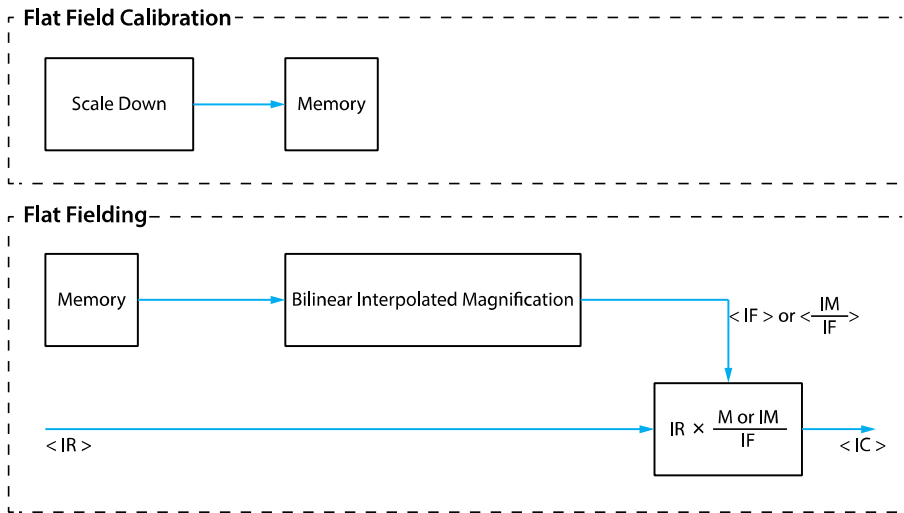 Flat Field Calibration
Scale Down
Memory
Flat Fielding
Memory
Bilinear Interpolated Magnification
< IF > or < IM / IF >
IR × M or IM / IF
< IR >
< IC >